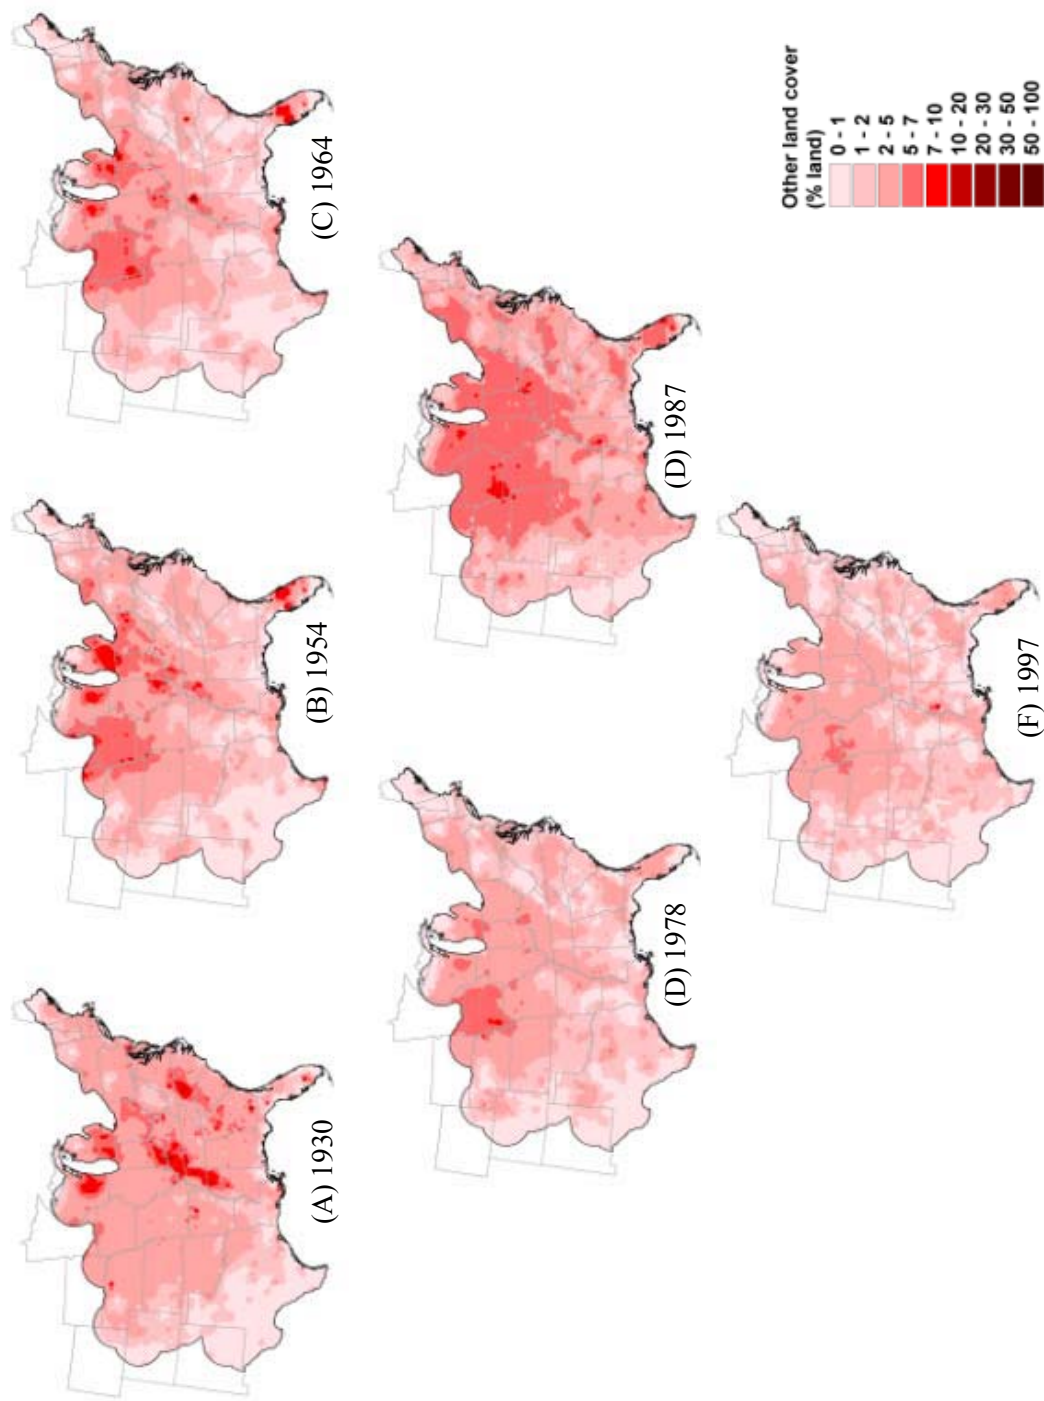 (A) 1930
(B) 1954
(C) 1964
(D) 1978
(D) 1987
(F) 1997
Other land cover
(% land)
0 - 1
1 - 2
2 - 5
5 - 7
7 - 10
10 - 20
20 - 30
30 - 50
50 - 100